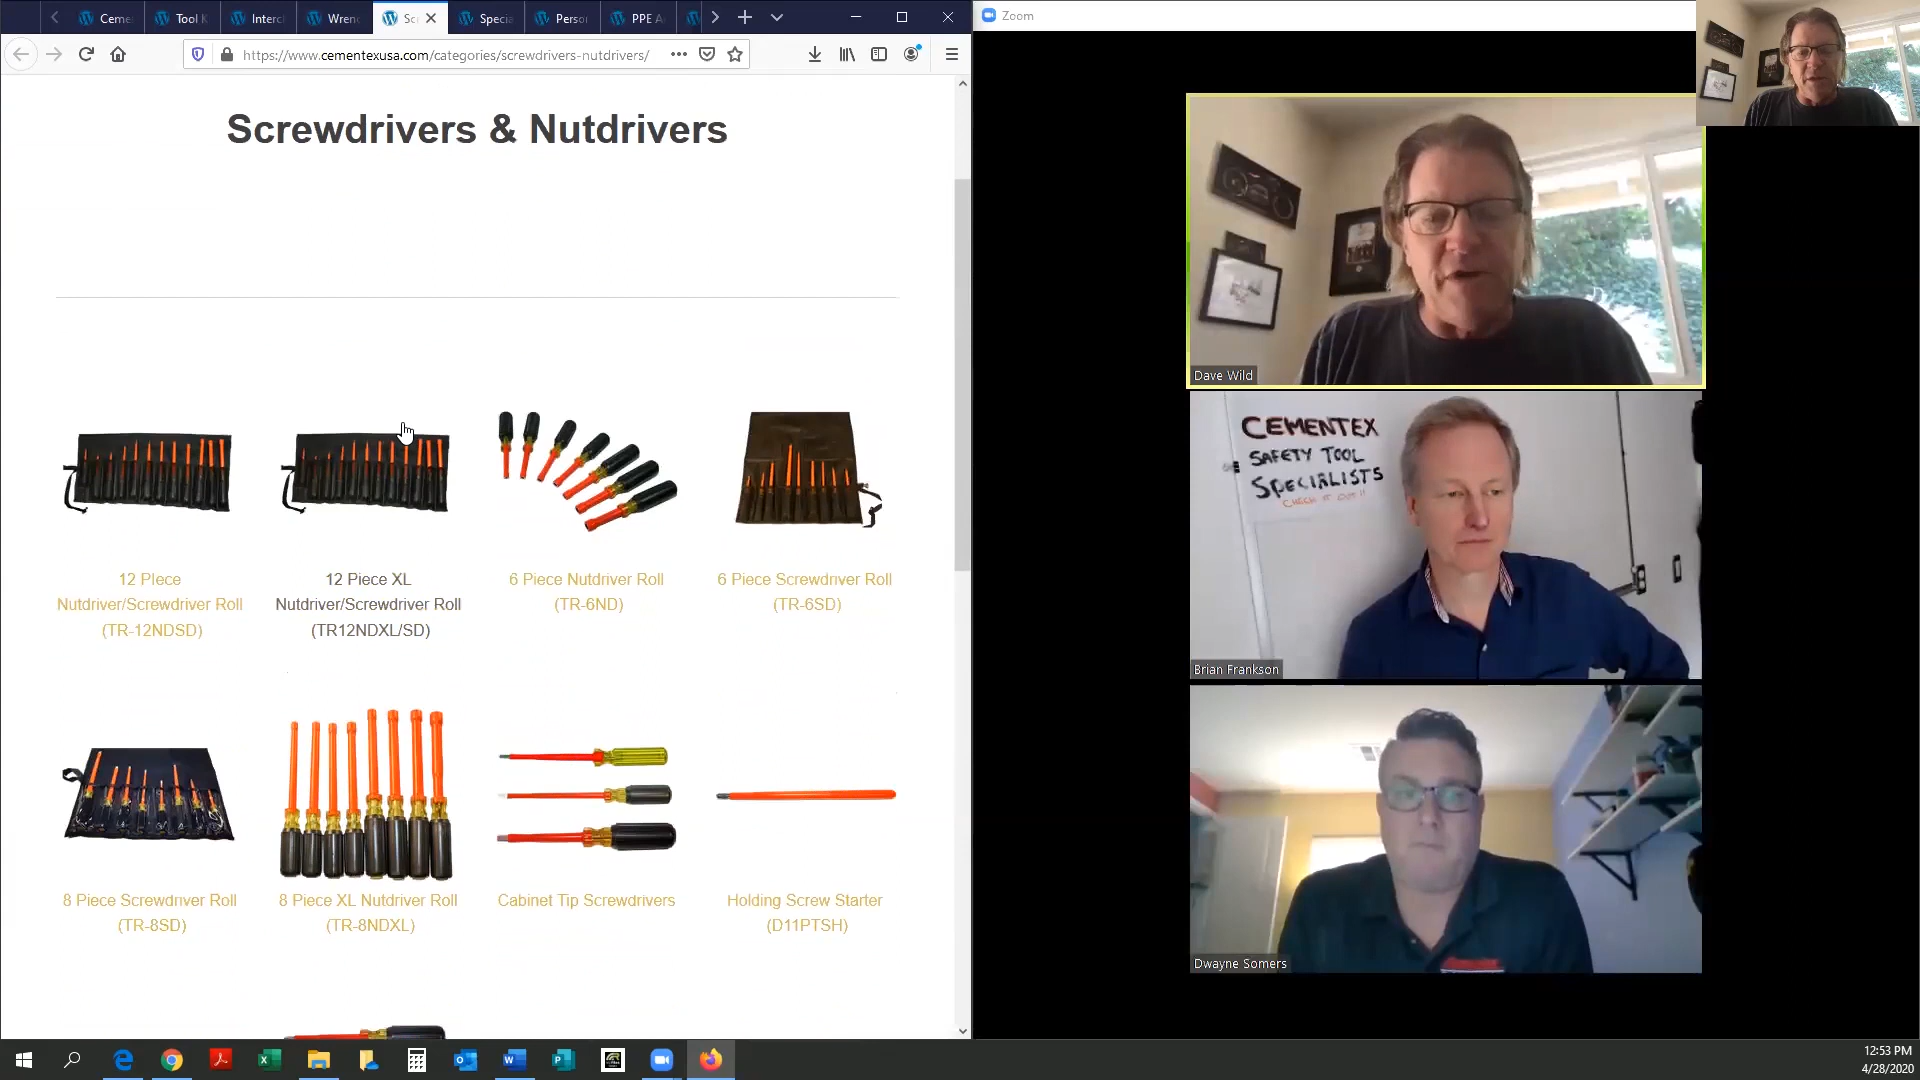 Ceme
Tool K
Interc
Wrenc
Sc
Specia
Perso
PPE A
https://www.cementexusa.com/categories/screwdrivers-nutdrivers/
Zoom
Screwdrivers & Nutdrivers
12 PIece
Nutdriver/Screwdriver Roll
(TR-12NDSD)
12 Piece XL
Nutdriver/Screwdriver Roll
(TR12NDXL/SD)
6 Piece Nutdriver Roll
(TR-6ND)
6 Piece Screwdriver Roll
(TR-6SD)
8 Piece Screwdriver Roll
(TR-8SD)
8 Piece XL Nutdriver Roll
(TR-8NDXL)
Cabinet Tip Screwdrivers
Holding Screw Starter
(D11PTSH)
Dave Wild
CEMENTEX
SAFETY TOOL
SPECIALISTS
CHECK IT OUT!!
Brian Frankson
Dwayne Somers
12:53 PM
4/28/2020